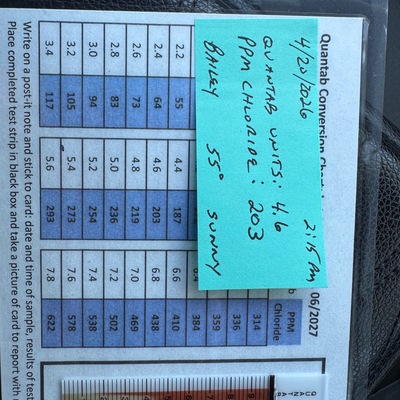 Quantab Conversion
06/2027
4/20/2026 2:15 PM
QUANTAB UNITS: 4.6
PPM CHLORIDE: 203
BAILEY 55° SUNNY
PPM
Chloride
314
336
359
384
2.2 55 4.4 187 6.6 410
2.4 64 4.6 203 6.8 438
2.6 73 4.8 219 7.0 469
2.8 83 5.0 236 7.2 502
3.0 94 5.2 254 7.4 538
3.2 105 5.4 273 7.6 578
3.4 117 5.6 293 7.8 622
Write on a post-it note and stick to card: date and time of sample, results of test
Place completed test strip in black box and take a picture of card to report with
QUANTAB